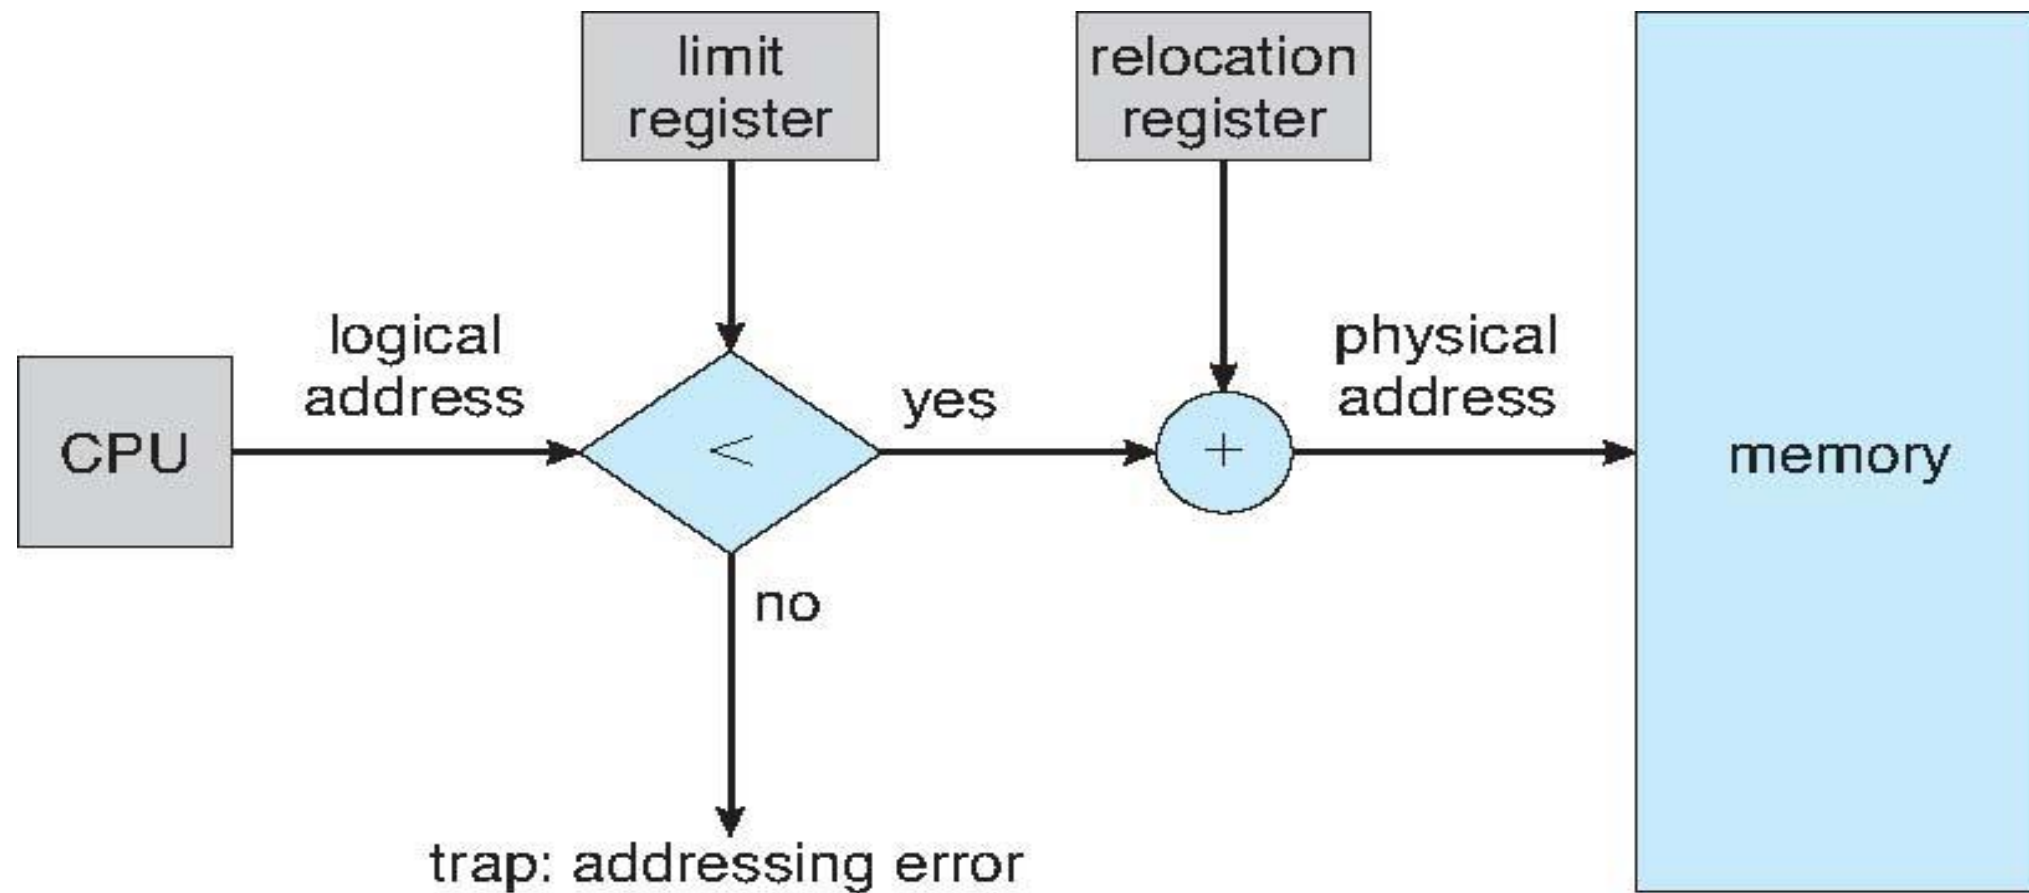 limit
register
relocation
register
logical
address
physical
address
CPU
<
yes
+
memory
no
trap: addressing error